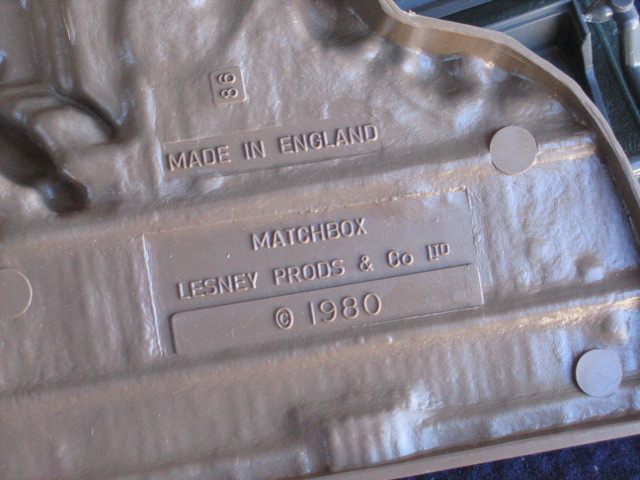 86
MADE IN ENGLAND
MATCHBOX
LESNEY PRODS & Co LTD
© 1980